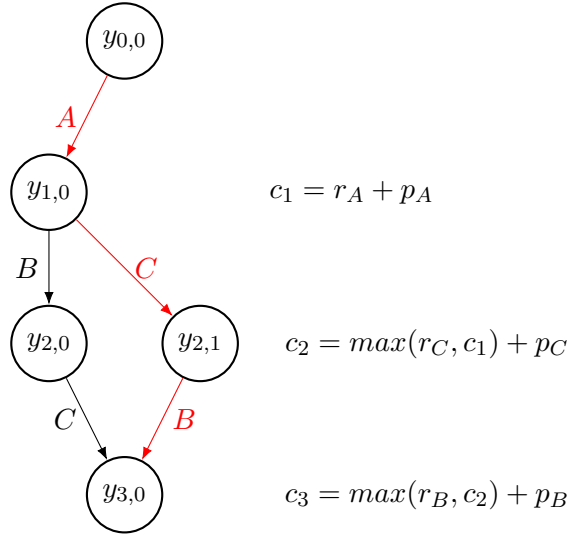 y0,0
A
y1,0
c1 = rA + pA
B
C
y2,0
y2,1
c2 = max(rC, c1) + pC
C
B
y3,0
c3 = max(rB, c2) + pB